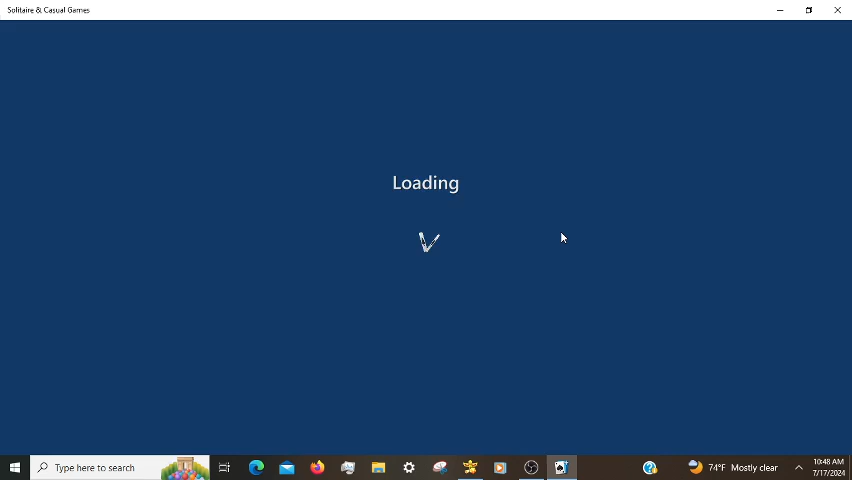 Solitaire & Casual Games
Loading
Type here to search
74°F Mostly clear
10:48 AM
7/17/2024